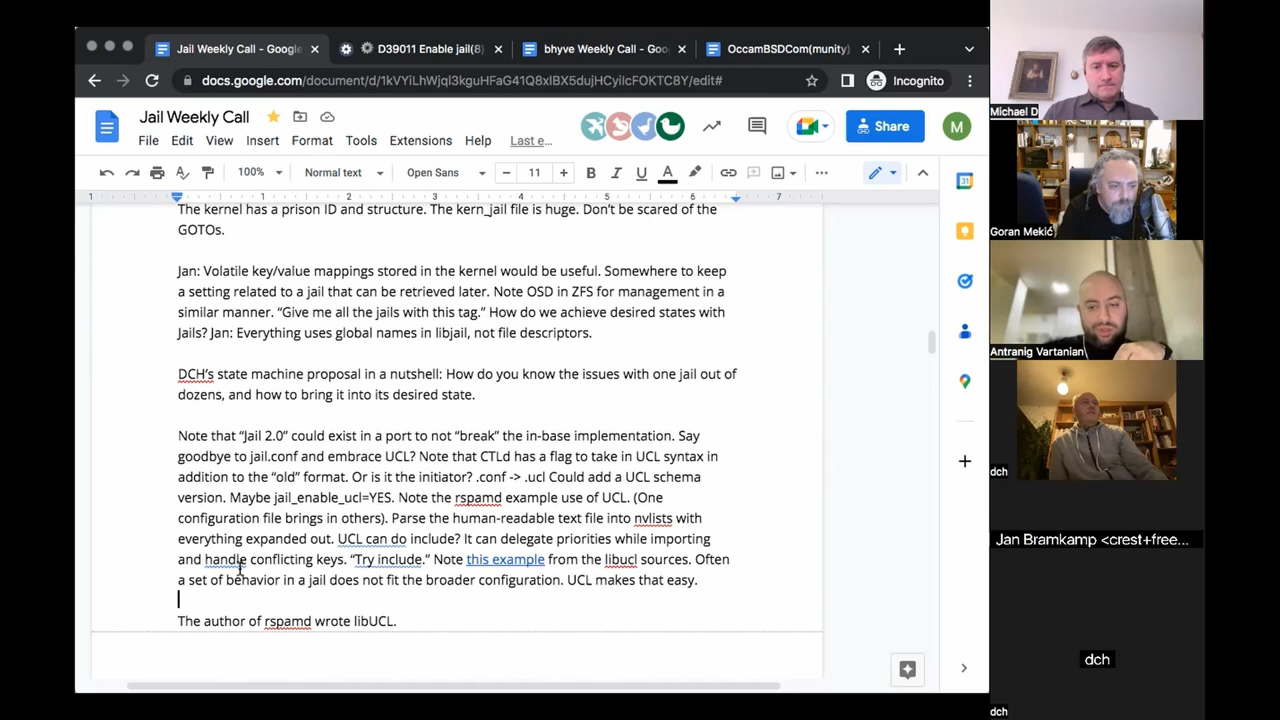 Jail Weekly Call - Google
D39011 Enable jail(8)
bhyve Weekly Call - Goo
OccamBSDCom(munity)
docs.google.com/document/d/1kVYiLhWjqI3kguHFaG41Q8xIBX5dujHCyilcFOKTC8Y/edit#
Incognito
Jail Weekly Call
File Edit View Insert Format Tools Extensions Help Last e...
Share
M
100% Normal text Open Sans 11 B I U A
31
1 1 2 3 4 5 6 7
The kernel has a prison ID and structure. The kern_jail file is huge. Don’t be scared of the
GOTOs.
Jan: Volatile key/value mappings stored in the kernel would be useful. Somewhere to keep
a setting related to a jail that can be retrieved later. Note OSD in ZFS for management in a
similar manner. “Give me all the jails with this tag.” How do we achieve desired states with
Jails? Jan: Everything uses global names in libjail, not file descriptors.
DCH’s state machine proposal in a nutshell: How do you know the issues with one jail out of
dozens, and how to bring it into its desired state.
Note that “Jail 2.0” could exist in a port to not “break” the in-base implementation. Say
goodbye to jail.conf and embrace UCL? Note that CTLd has a flag to take in UCL syntax in
addition to the “old” format. Or is it the initiator? .conf -> .ucl Could add a UCL schema
version. Maybe jail_enable_ucl=YES. Note the rspamd example use of UCL. (One
configuration file brings in others). Parse the human-readable text file into nvlists with
everything expanded out. UCL can do include? It can delegate priorities while importing
and handle conflicting keys. “Try include.” Note this example from the libucl sources. Often
a set of behavior in a jail does not fit the broader configuration. UCL makes that easy.
The author of rspamd wrote libUCL.
Michael D
Goran Mekić
Antranig Vartanian
dch
Jan Bramkamp <crest+free...
dch
dch